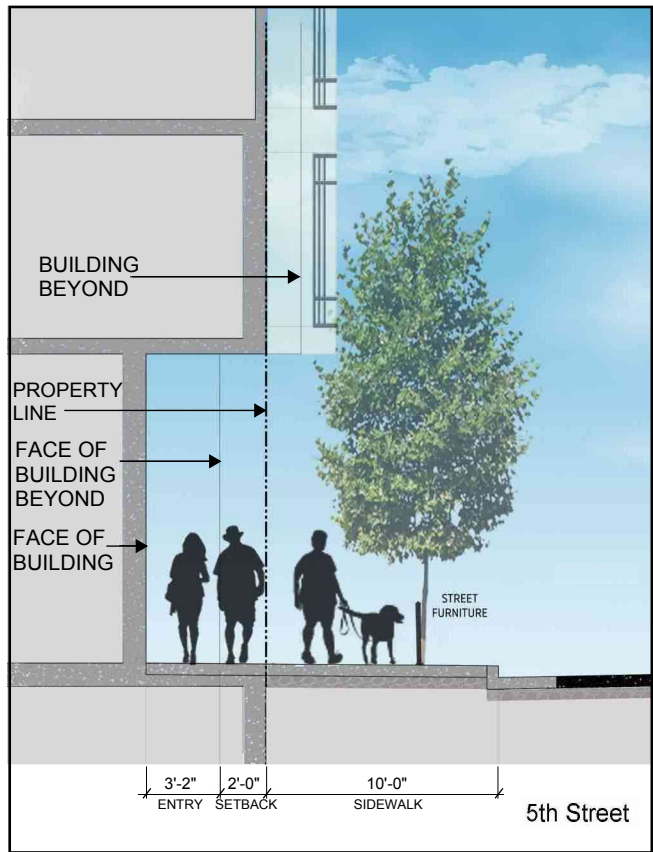 BUILDING
BEYOND
PROPERTY
LINE
FACE OF
BUILDING
BEYOND
FACE OF
BUILDING
STREET
FURNITURE
3'-2" 2'-0" 10'-0"
ENTRY SETBACK SIDEWALK
5th Street